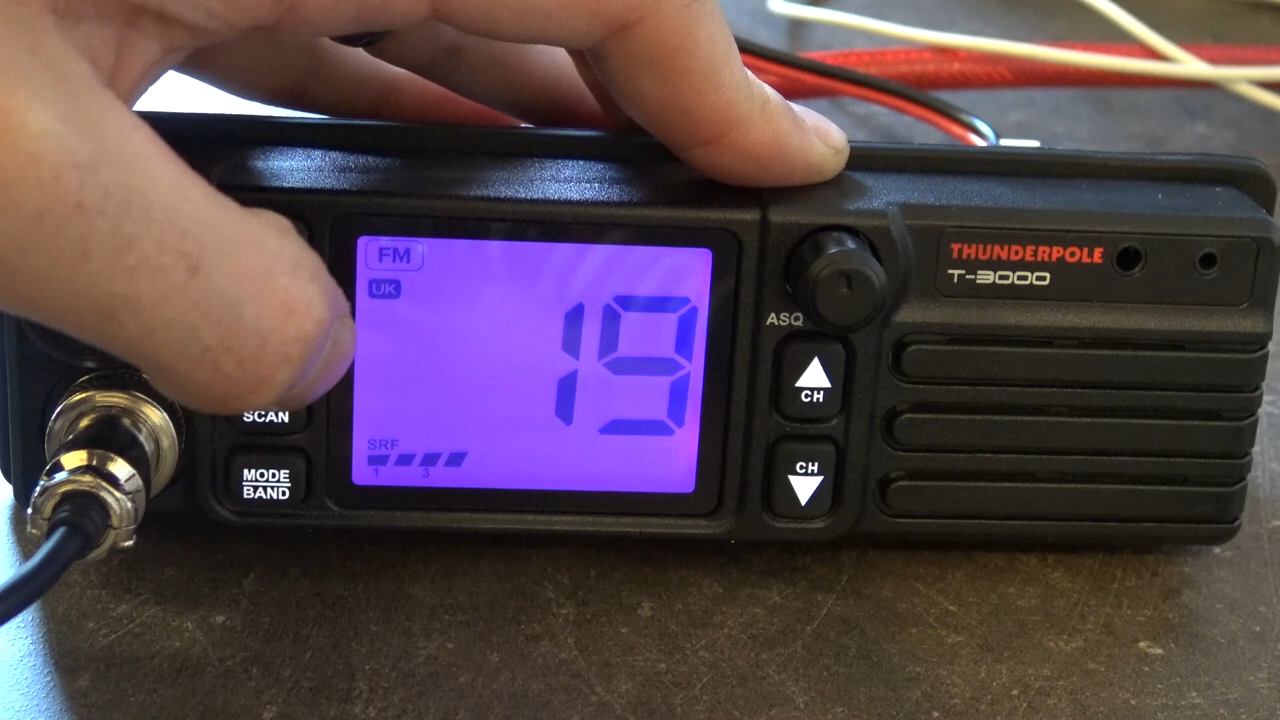 FM
UK
19
SRF
1 3
SCAN
MODE
BAND
ASQ
CH
CH
THUNDERPOLE
T-3000